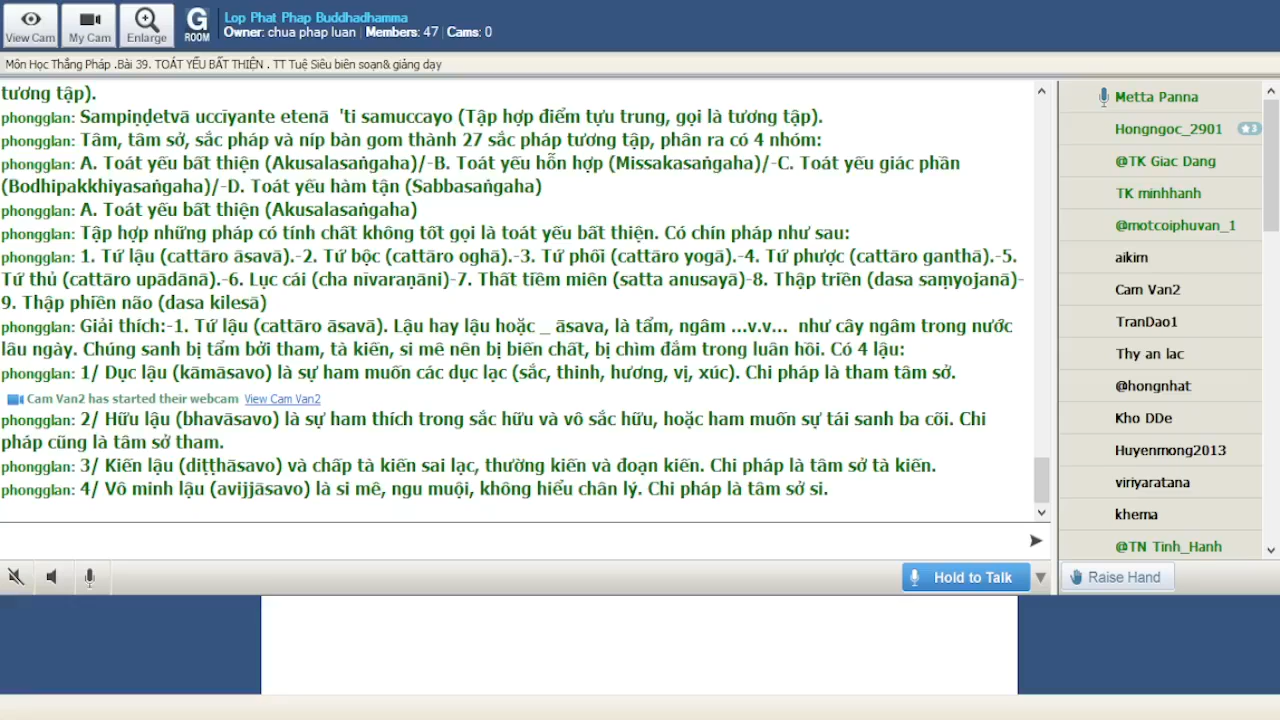 View Cam
My Cam
Enlarge
G
ROOM
Lop Phat Phap Buddhadhamma
Owner: chua phap luan | Members: 47 | Cams: 0
Môn Học Thắng Pháp .Bài 39. TOÁT YẾU BẤT THIỆN . TT Tuệ Siêu biên soạn& giảng dạy
tương tập).
phongglan: Sampiṇḍetvā uccīyante etenā 'ti samuccayo (Tập hợp điểm tựu trung, gọi là tương tập).
phongglan: Tâm, tâm sở, sắc pháp và níp bàn gom thành 27 sắc pháp tương tập, phân ra có 4 nhóm:
phongglan: A. Toát yếu bất thiện (Akusalasaṅgaha)/-B. Toát yếu hỗn hợp (Missakasaṅgaha)/-C. Toát yếu giác phần
(Bodhipakkhiyasaṅgaha)/-D. Toát yếu hàm tận (Sabbasaṅgaha)
phongglan: A. Toát yếu bất thiện (Akusalasaṅgaha)
phongglan: Tập hợp những pháp có tính chất không tốt gọi là toát yếu bất thiện. Có chín pháp như sau:
phongglan: 1. Tứ lậu (cattāro āsavā).-2. Tứ bộc (cattāro oghā).-3. Tứ phối (cattāro yogā).-4. Tứ phược (cattāro ganthā).-5.
Tứ thủ (cattāro upādānā).-6. Lục cái (cha nīvaraṇāni)-7. Thất tiềm miên (satta anusayā)-8. Thập triền (dasa saṃyojanā)-
9. Thập phiền não (dasa kilesā)
phongglan: Giải thích:-1. Tứ lậu (cattāro āsavā). Lậu hay lậu hoặc _ āsava, là tẩm, ngâm ...v.v... như cây ngâm trong nước
lâu ngày. Chúng sanh bị tẩm bởi tham, tà kiến, si mê nên bị biến chất, bị chìm đắm trong luân hồi. Có 4 lậu:
phongglan: 1/ Dục lậu (kāmāsavo) là sự ham muốn các dục lạc (sắc, thinh, hương, vị, xúc). Chi pháp là tham tâm sở.
Cam Van2 has started their webcam View Cam Van2
phongglan: 2/ Hữu lậu (bhavāsavo) là sự ham thích trong sắc hữu và vô sắc hữu, hoặc ham muốn sự tái sanh ba cõi. Chi
pháp cũng là tâm sở tham.
phongglan: 3/ Kiến lậu (diṭṭhāsavo) và chấp tà kiến sai lạc, thường kiến và đoạn kiến. Chi pháp là tâm sở tà kiến.
phongglan: 4/ Vô minh lậu (avijjāsavo) là si mê, ngu muội, không hiểu chân lý. Chi pháp là tâm sở si.
Hold to Talk
Metta Panna
Hongngoc_2901
3
@TK Giac Dang
TK minhhanh
@motcoiphuvan_1
aikim
Cam Van2
TranDao1
Thy an lac
@hongnhat
Kho DDe
Huyenmong2013
viriyaratana
khema
@TN Tinh_Hanh
Raise Hand